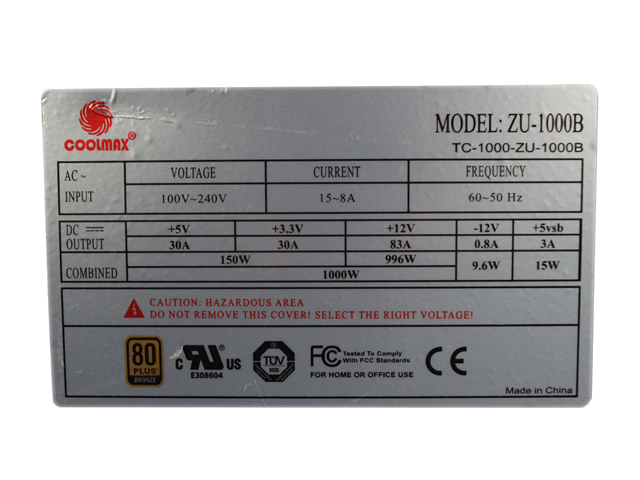 COOLMAX®
MODEL: ZU-1000B
TC-1000-ZU-1000B
AC ~ INPUT VOLTAGE CURRENT FREQUENCY
100V~240V 15~8A 60~50 Hz
DC OUTPUT +5V +3.3V +12V -12V +5vsb
30A 30A 83A 0.8A 3A
COMBINED 150W 996W 9.6W 15W
1000W
CAUTION: HAZARDOUS AREA
DO NOT REMOVE THIS COVER! SELECT THE RIGHT VOLTAGE!
80 PLUS BRONZE
c RU US
E308604
TÜV
FC Tested To Comply
With FCC Standards
FOR HOME OR OFFICE USE
CE
Made in China